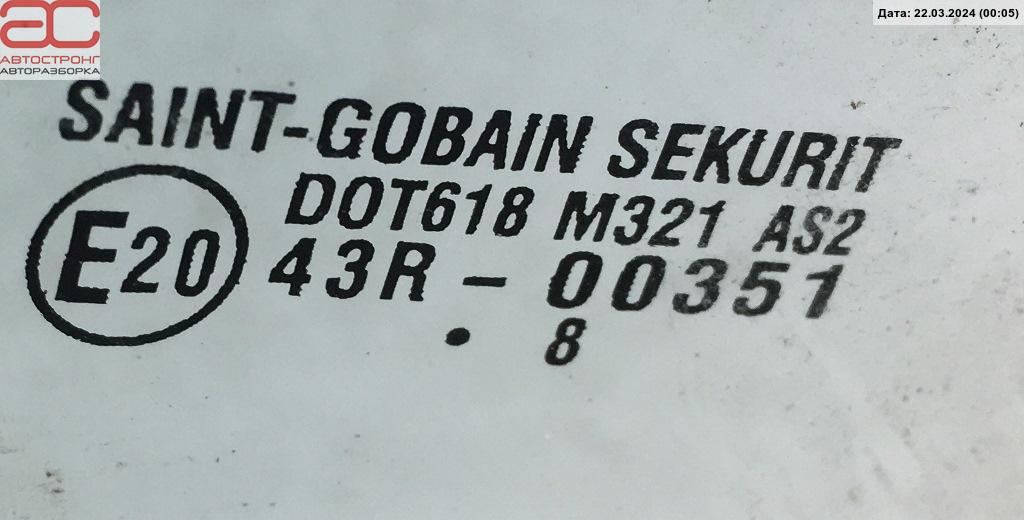 Дата: 22.03.2024 (00:05)
АС
АВТОСТРОНГ
АВТОРАЗБОРКА
SAINT-GOBAIN SEKURIT
DOT618 M321 AS2
E20 43R - 00351
. 8